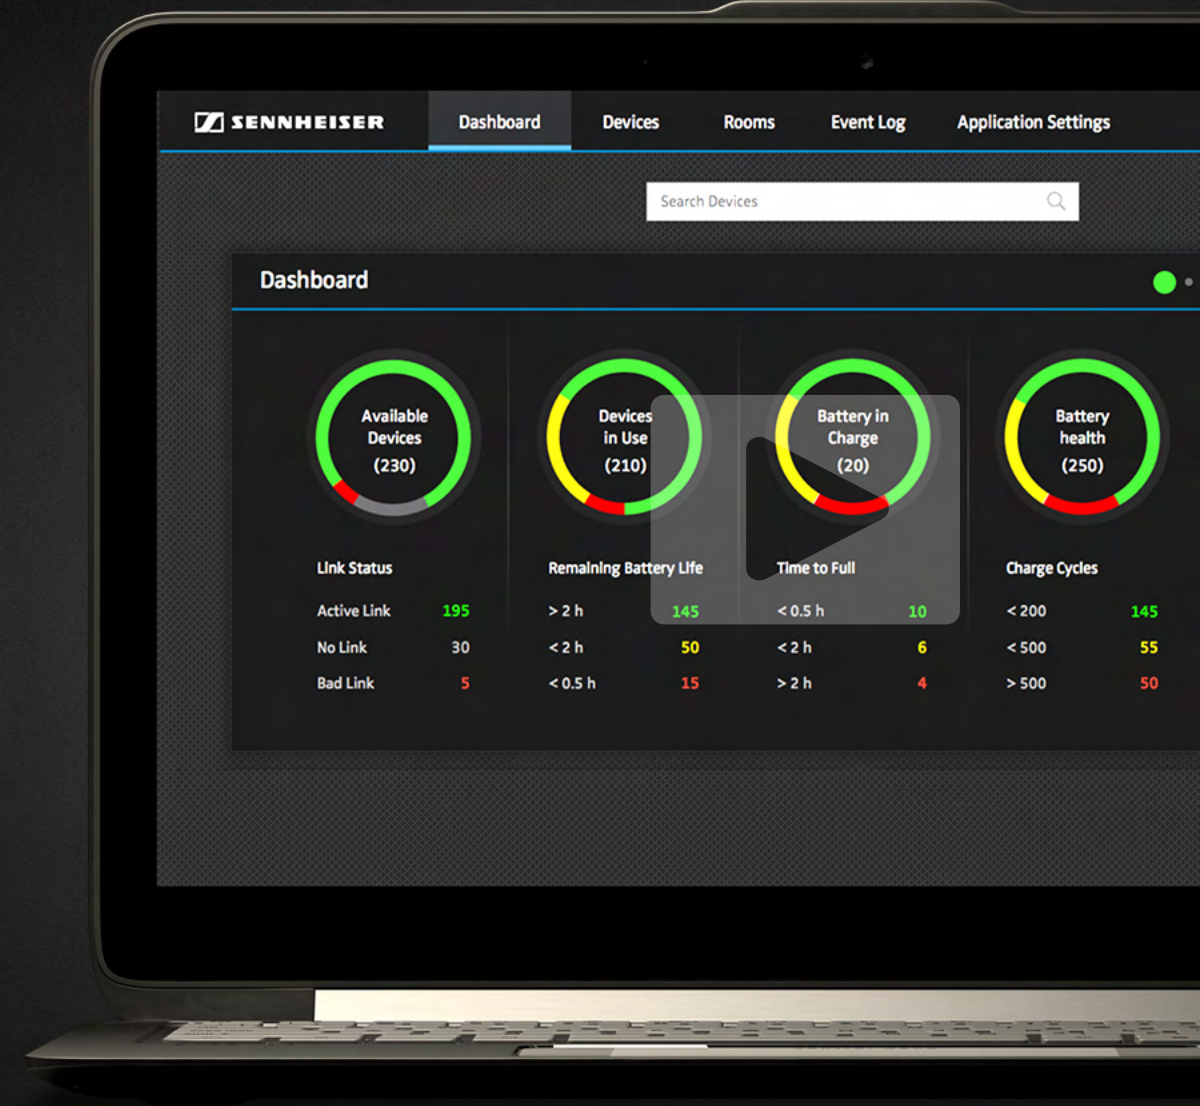 SENNHEISER
Dashboard
Devices
Rooms
Event Log
Application Settings
Search Devices
Dashboard
Available
Devices
(230)
Devices
in Use
(210)
Battery in
Charge
(20)
Battery
health
(250)
Link Status
Active Link 195
No Link 30
Bad Link 5
Remaining Battery Life
> 2 h 145
< 2 h 50
< 0.5 h 15
Time to Full
< 0.5 h 10
< 2 h 6
> 2 h 4
Charge Cycles
< 200 145
< 500 55
> 500 50